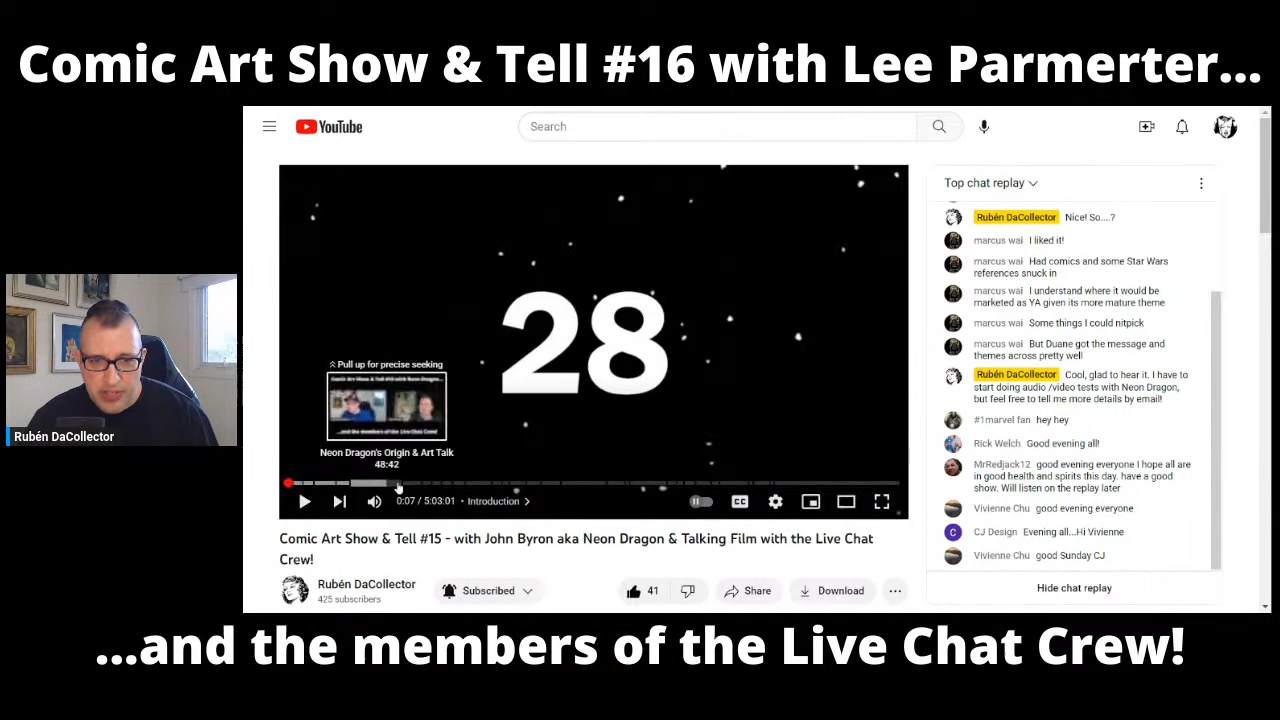 Comic Art Show & Tell #16 with Lee Parmerter...
YouTube
Search
28
Pull up for precise seeking
Neon Dragon's Origin & Art Talk
48:42
0:07 / 5:03:01 • Introduction
CC
Comic Art Show & Tell #15 - with John Byron aka Neon Dragon & Talking Film with the Live Chat
Crew!
Rubén DaCollector
425 subscribers
Subscribed
41
Share
Download
Top chat replay
Rubén DaCollector Nice! So....?
marcus wai I liked it!
marcus wai Had comics and some Star Wars
references snuck in
marcus wai I understand where it would be
marketed as YA given its more mature theme
marcus wai Some things I could nitpick
marcus wai But Duane got the message and
themes across pretty well
Rubén DaCollector Cool, glad to hear it. I have to
start doing audio /video tests with Neon Dragon,
but feel free to tell me more details by email!
#1marvel fan hey hey
Rick Welch Good evening all!
MrRedjack12 good evening everyone I hope all are
in good health and spirits this day. have a good
show. Will listen on the replay later
Vivienne Chu good evening everyone
C CJ Design Evening all...Hi Vivienne
Vivienne Chu good Sunday CJ
Hide chat replay
Rubén DaCollector
...and the members of the Live Chat Crew!